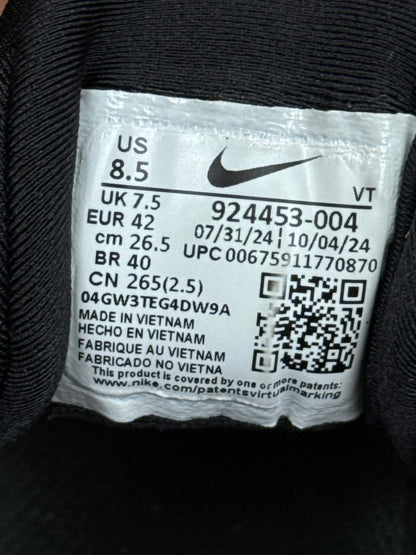 US
8.5
VT
UK 7.5
924453-004
EUR 42
07/31/24 | 10/04/24
cm 26.5
UPC 00675911770870
BR 40
CN 265(2.5)
04GW3TEG4DW9A
MADE IN VIETNAM
HECHO EN VIETNAM
FABRIQUE AU VIETNAM
FABRICADO NO VIETNA
This product is covered by one or more patents:
www.nike.com/patentsvirtualmarking